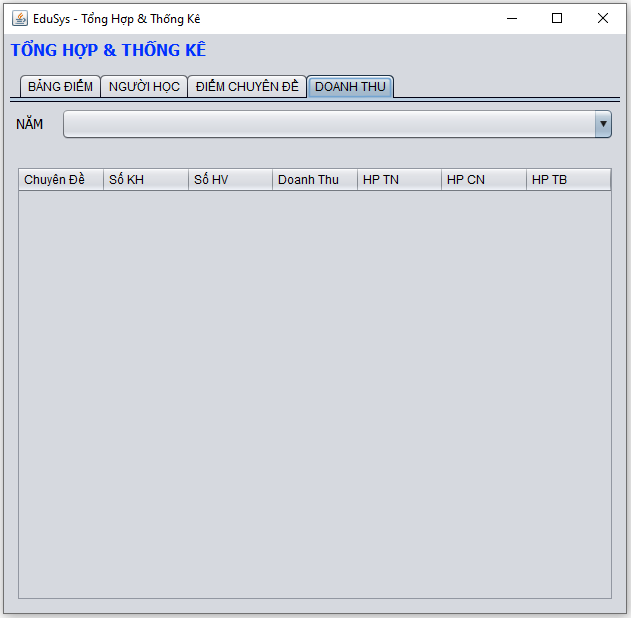 EduSys - Tổng Hợp & Thống Kê
TỔNG HỢP & THỐNG KÊ
BẢNG ĐIỂM NGƯỜI HỌC ĐIỂM CHUYÊN ĐỀ DOANH THU
NĂM
Chuyên Đề Số KH Số HV Doanh Thu HP TN HP CN HP TB